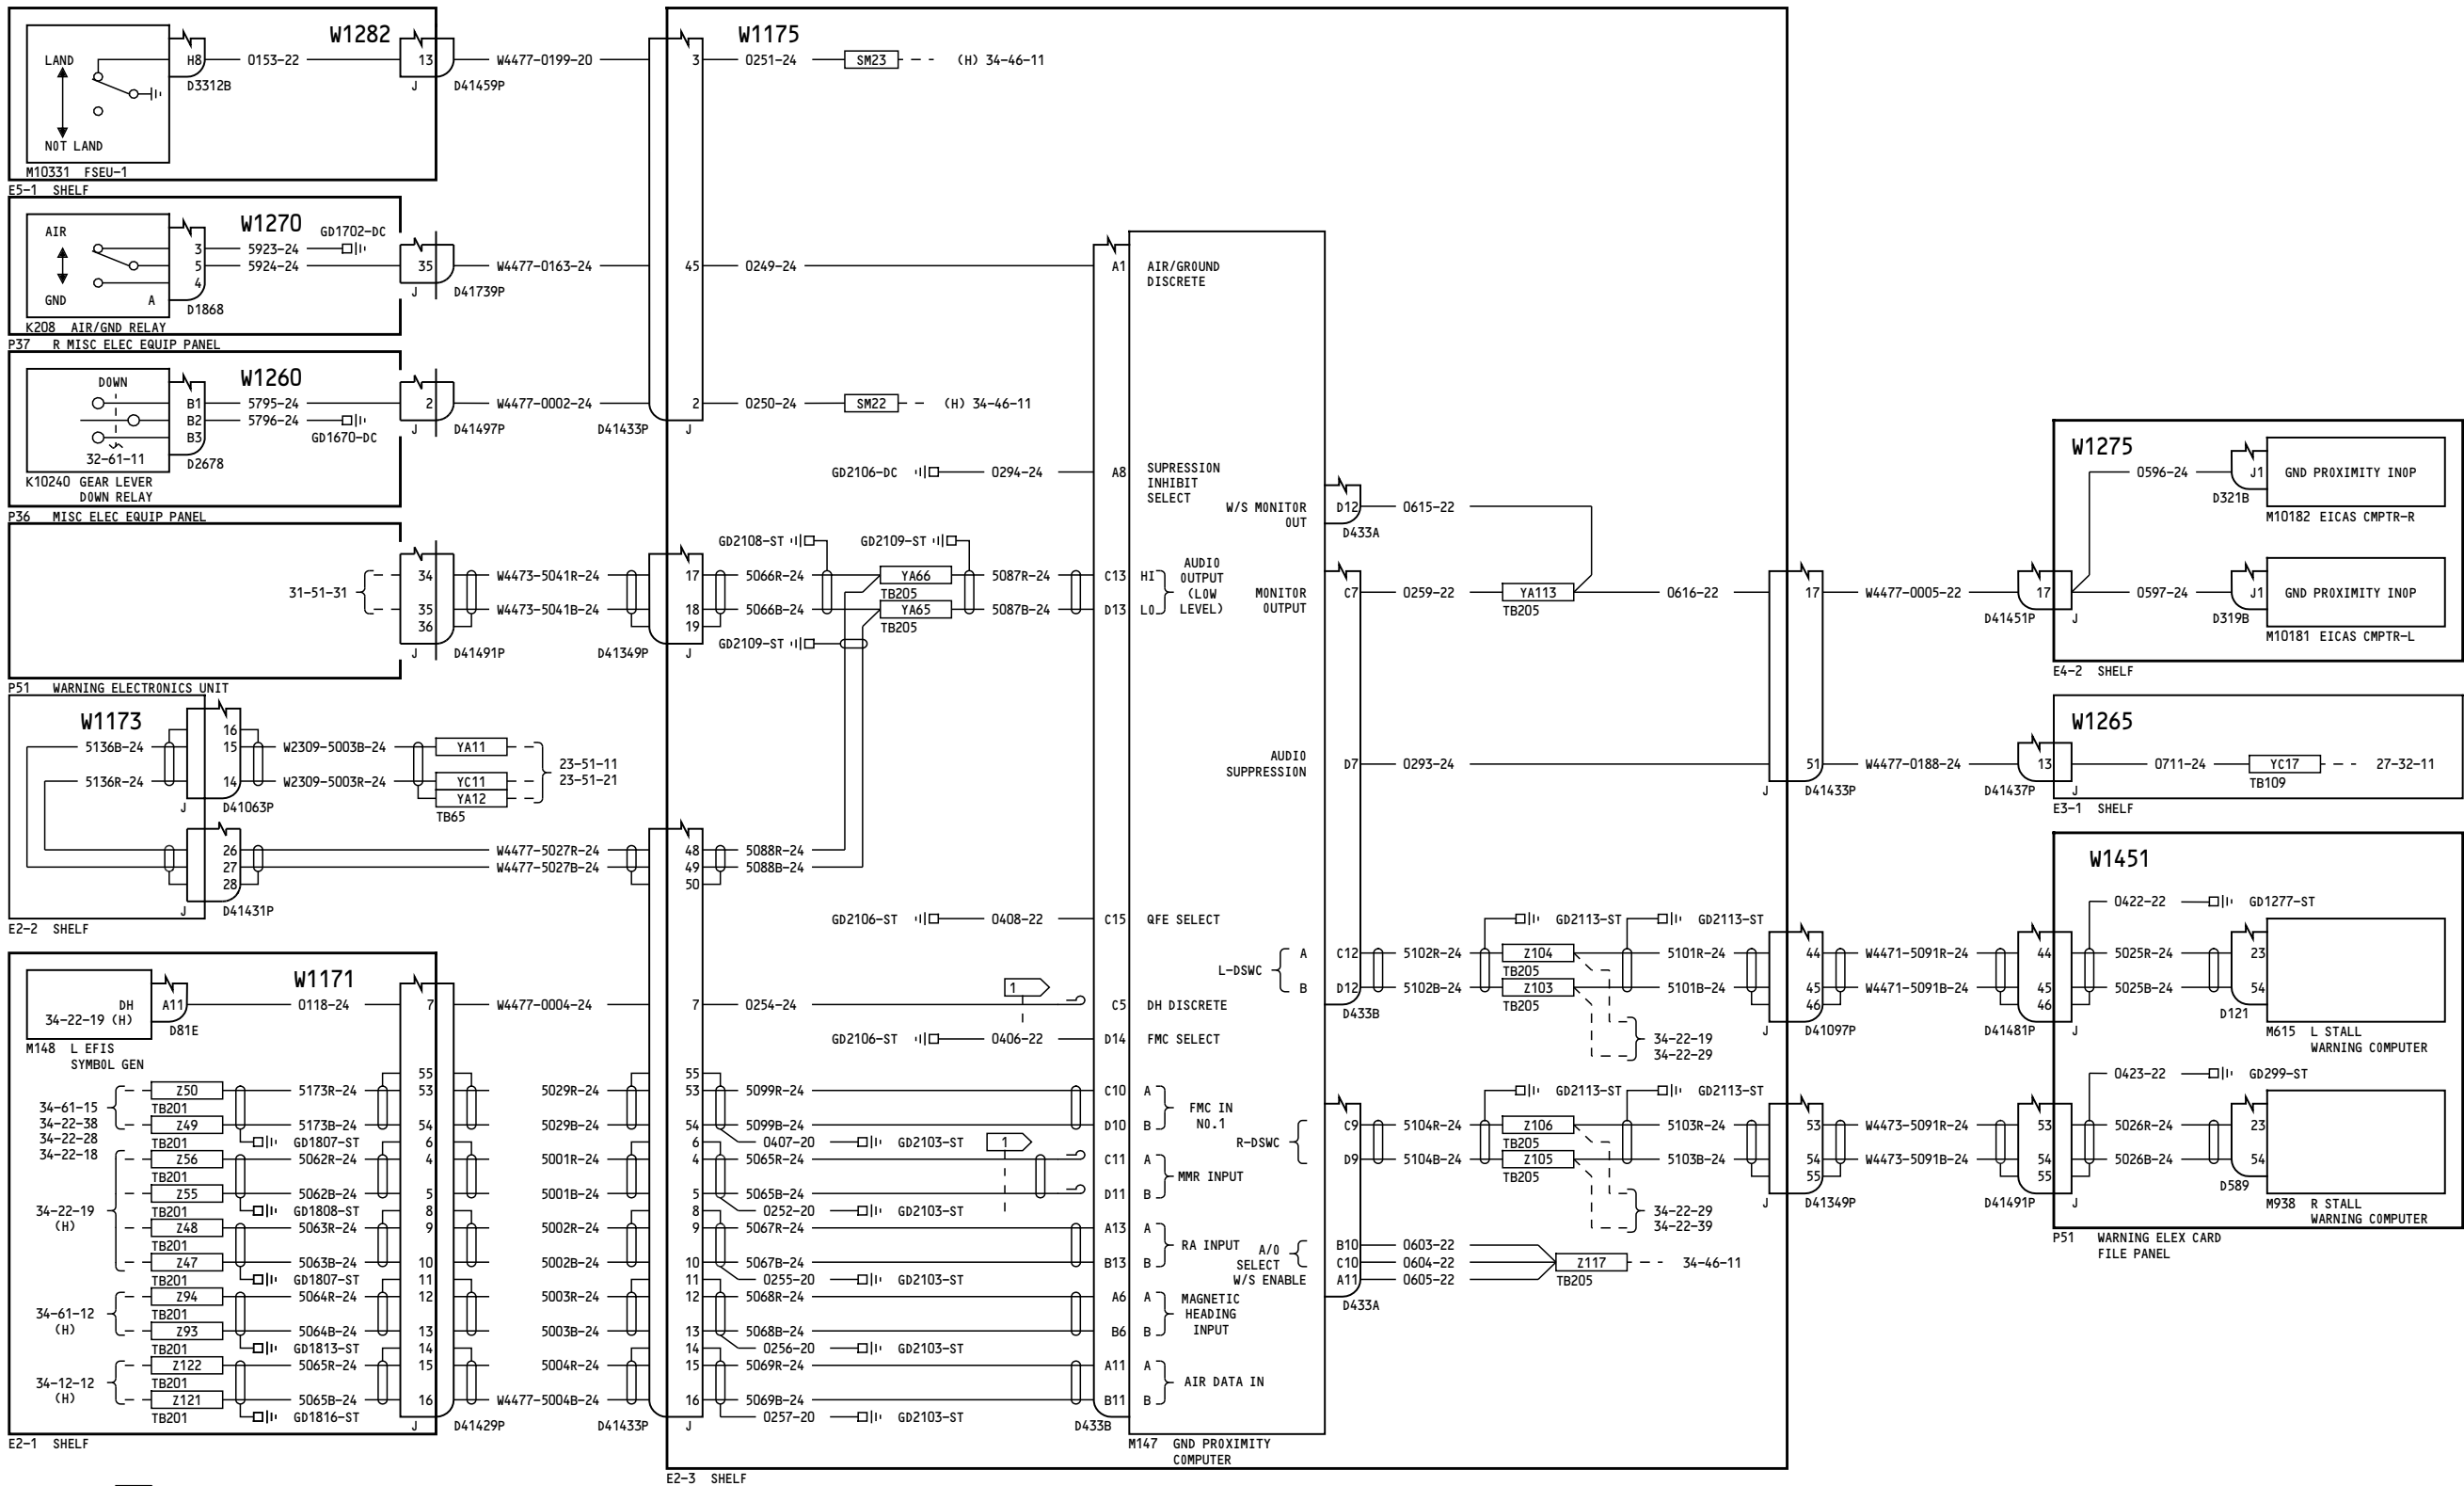 W1282
LAND
NOT LAND
H8
D3312B
0153-22
13
J
D41459P
W4477-0199-20
M10331 FSEU-1
E5-1 SHELF
W1270
AIR
GND
A
3
5
4
D1868
5923-24
GD1702-DC
5924-24
35
J
D41739P
W4477-0163-24
K208 AIR/GND RELAY
P37 R MISC ELEC EQUIP PANEL
W1260
DOWN
32-61-11
B1
B2
B3
D2678
5795-24
5796-24
GD1670-DC
2
J
D41497P
W4477-0002-24
K10240 GEAR LEVER
DOWN RELAY
P36 MISC ELEC EQUIP PANEL
31-51-31
34
35
36
J
D41491P
W4473-5041R-24
W4473-5041B-24
P51 WARNING ELECTRONICS UNIT
W1173
5136B-24
5136R-24
16
15
14
J
D41063P
W2309-5003B-24
W2309-5003R-24
YA11
YC11
YA12
TB65
23-51-11
23-51-21
26
27
28
J
D41431P
W4477-5027R-24
W4477-5027B-24
E2-2 SHELF
W1171
DH
34-22-19 (H)
A11
D81E
0118-24
7
W4477-0004-24
M148 L EFIS
SYMBOL GEN
34-61-15
34-22-38
34-22-28
34-22-18
34-22-19
(H)
34-61-12
(H)
34-12-12
(H)
Z50
TB201
Z49
TB201
Z56
TB201
Z55
TB201
Z48
TB201
Z47
TB201
Z94
TB201
Z93
TB201
Z122
TB201
Z121
TB201
5173R-24
5173B-24
GD1807-ST
5062R-24
5062B-24
GD1808-ST
5063R-24
5063B-24
GD1807-ST
5064R-24
5064B-24
GD1813-ST
5065R-24
5065B-24
GD1816-ST
55
53
54
6
4
5
8
9
10
11
12
13
14
15
16
J
D41429P
5029R-24
5029B-24
5001R-24
5001B-24
5002R-24
5002B-24
5003R-24
5003B-24
5004R-24
W4477-5004B-24
E2-1 SHELF
W1175
3
0251-24
SM23
(H) 34-46-11
45
0249-24
2
0250-24
SM22
(H) 34-46-11
D41433P
J
GD2106-DC
0294-24
GD2108-ST
GD2109-ST
17
18
19
5066R-24
5066B-24
YA66
TB205
YA65
TB205
5087R-24
5087B-24
D41349P
J
GD2109-ST
48
49
50
5088R-24
5088B-24
GD2106-ST
0408-22
7
0254-24
1
GD2106-ST
0406-22
55
53
54
6
4
5
8
9
10
11
12
13
14
15
16
5099R-24
5099B-24
0407-20
GD2103-ST
1
5065R-24
5065B-24
0252-20
GD2103-ST
5067R-24
5067B-24
0255-20
GD2103-ST
5068R-24
5068B-24
0256-20
GD2103-ST
5069R-24
5069B-24
0257-20
GD2103-ST
D41433P
J
D433B
A1
AIR/GROUND
DISCRETE
A8
SUPRESSION
INHIBIT
SELECT
C13
HI
D13
LO
AUDIO
OUTPUT
(LOW
LEVEL)
C15
QFE SELECT
C5
DH DISCRETE
D14
FMC SELECT
C10
A
D10
B
FMC IN
NO.1
C11
A
D11
B
MMR INPUT
A13
A
B13
B
RA INPUT
A6
A
B6
B
MAGNETIC
HEADING
INPUT
A11
A
B11
B
AIR DATA IN
M147 GND PROXIMITY
COMPUTER
E2-3 SHELF
W/S MONITOR
OUT
D12
D433A
0615-22
MONITOR
OUTPUT
C7
0259-22
YA113
TB205
0616-22
17
AUDIO
SUPPRESSION
D7
0293-24
51
J
D41433P
L-DSWC
A
B
C12
D12
D433B
5102R-24
5102B-24
GD2113-ST
GD2113-ST
Z104
TB205
Z103
TB205
5101R-24
5101B-24
34-22-19
34-22-29
44
45
46
J
D41097P
R-DSWC
C9
D9
5104R-24
5104B-24
GD2113-ST
GD2113-ST
Z106
TB205
Z105
TB205
5103R-24
5103B-24
34-22-29
34-22-39
53
54
55
J
D41349P
A/O
SELECT
W/S ENABLE
B10
C10
A11
D433A
0603-22
0604-22
0605-22
Z117
TB205
34-46-11
W4477-0005-22
D41451P
17
J
W1275
0596-24
J1
D321B
GND PROXIMITY INOP
M10182 EICAS CMPTR-R
0597-24
J1
D319B
GND PROXIMITY INOP
M10181 EICAS CMPTR-L
E4-2 SHELF
W1265
W4477-0188-24
D41437P
13
J
0711-24
YC17
TB109
27-32-11
E3-1 SHELF
W1451
0422-22
GD1277-ST
W4471-5091R-24
W4471-5091B-24
D41481P
44
45
46
J
5025R-24
5025B-24
23
54
D121
M615 L STALL
WARNING COMPUTER
0423-22
GD299-ST
W4473-5091R-24
W4473-5091B-24
D41491P
53
54
55
J
5026R-24
5026B-24
23
54
D589
M938 R STALL
WARNING COMPUTER
P51 WARNING ELEX CARD
FILE PANEL